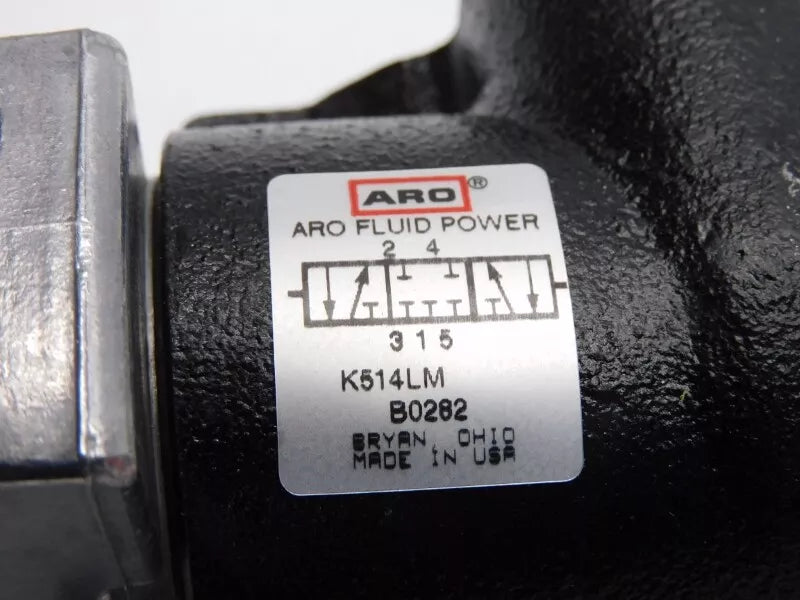 ARO®
ARO FLUID POWER
2 4
3 1 5
K514LM
B0282
BRYAN, OHIO
MADE IN USA